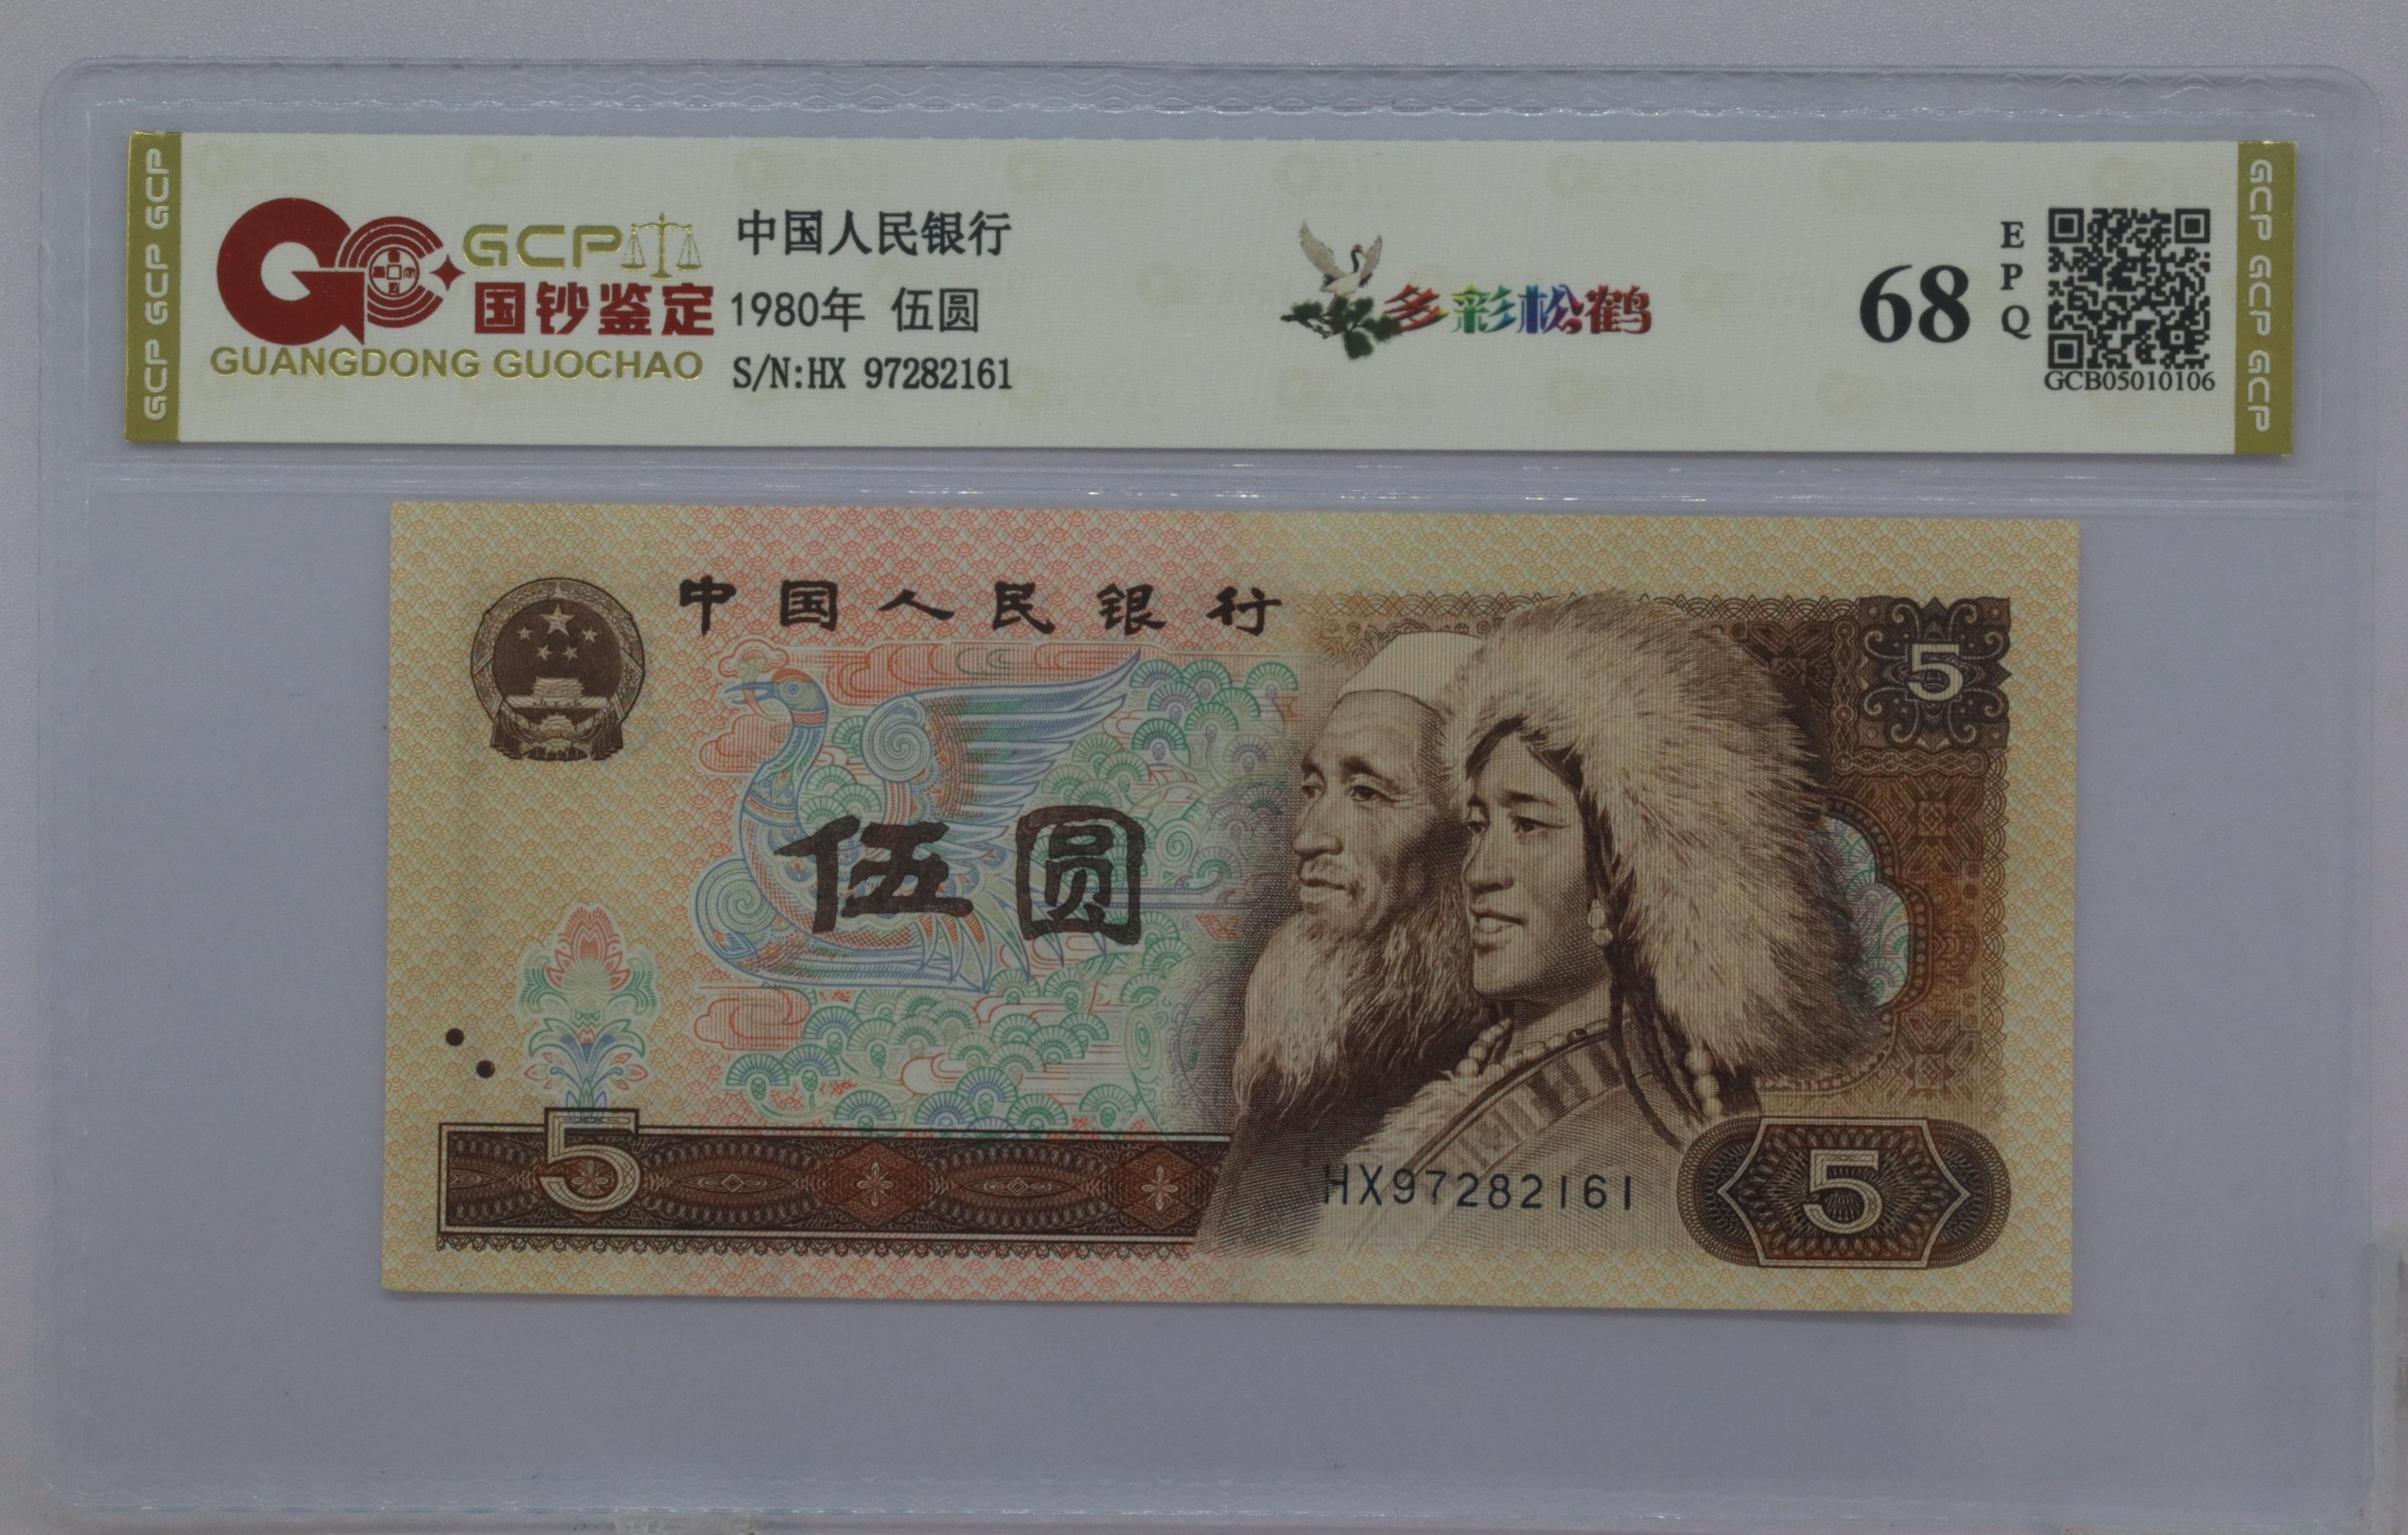 GCP GCP GCP GCP
GCP
国钞鉴定
GUANGDONG GUOCHAO
中国人民银行
1980年 伍圆
S/N:HX 97282161
多彩松鹤
68
E
P
Q
GCB05010106
GCP GCP GCP GCP
中国人民银行
5
伍圆
5
HX97282161
5